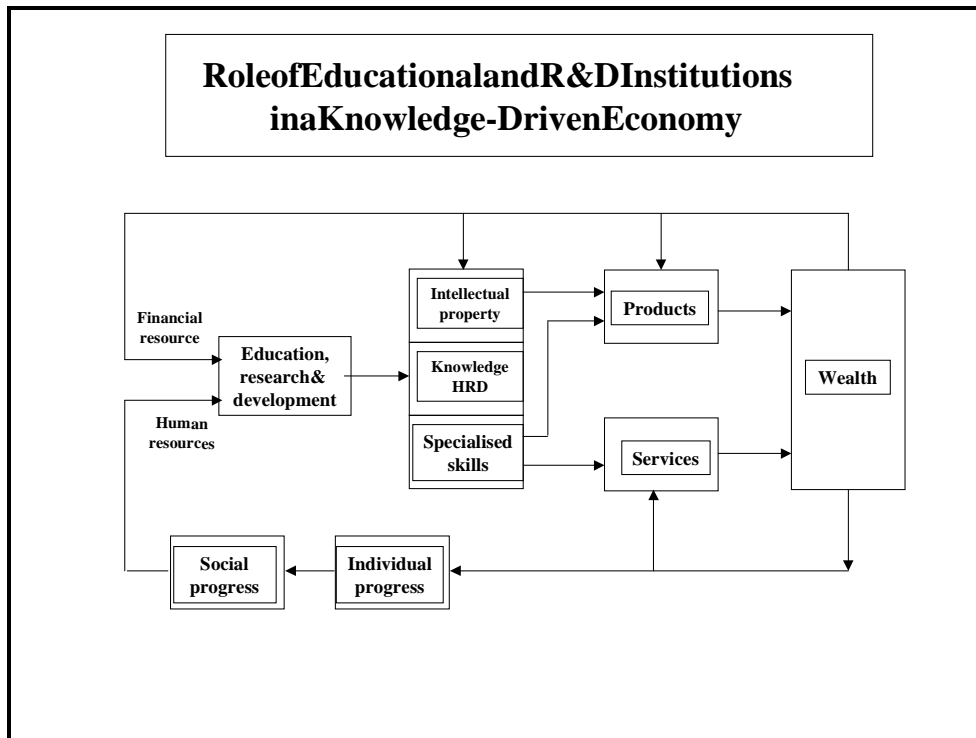 RoleofEducationalandR&DInstitutions
inaKnowledge-DrivenEconomy
Intellectual
property
Products
Financial
resource
Education,
research&
development
Knowledge
HRD
Wealth
Human
resources
Specialised
skills
Services
Social
progress
Individual
progress